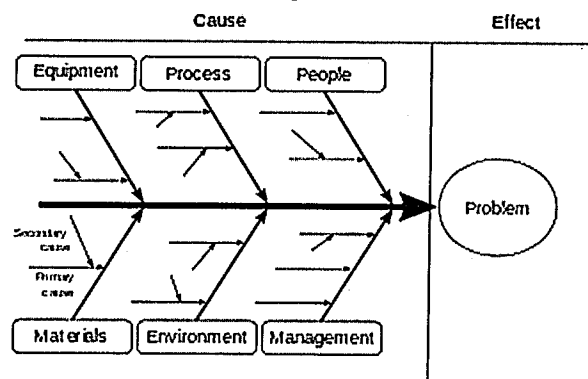 Cause
Effect
Equipment
Process
People
Problem
Secondary
cause
Primary
cause
Materials
Environment
Management